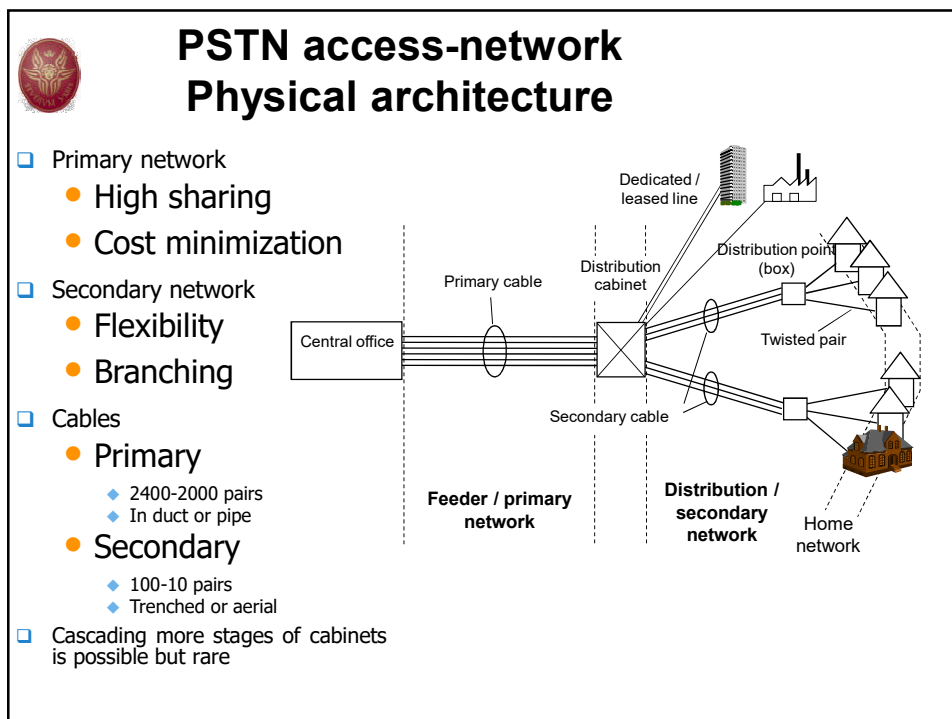 PSTN access-network
Physical architecture
Primary network
High sharing
Cost minimization
Secondary network
Flexibility
Branching
Cables
Primary
2400-2000 pairs
In duct or pipe
Secondary
100-10 pairs
Trenched or aerial
Cascading more stages of cabinets
is possible but rare
Dedicated /
leased line
Distribution point
(box)
Distribution
cabinet
Primary cable
Central office
Twisted pair
Secondary cable
Feeder / primary
network
Distribution /
secondary
network
Home
network